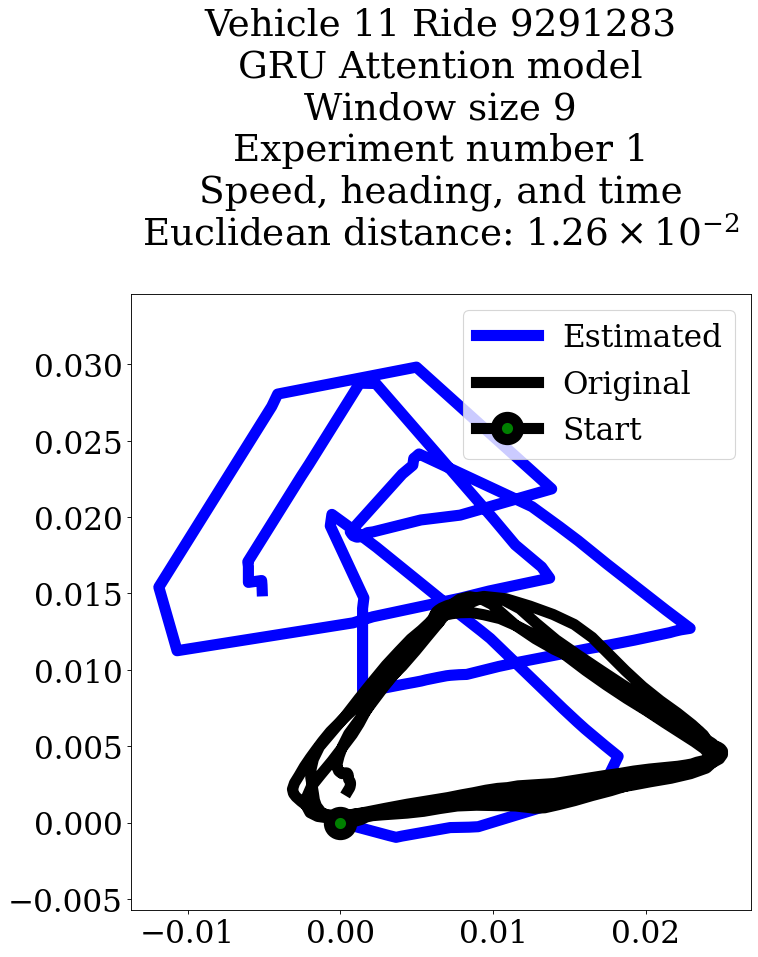 Vehicle 11 Ride 9291283
GRU Attention model
Window size 9
Experiment number 1
Speed, heading, and time
Euclidean distance: 1.26 × 10⁻²
Estimated
Original
Start
0.030
0.025
0.020
0.015
0.010
0.005
0.000
−0.005
−0.01 0.00 0.01 0.02